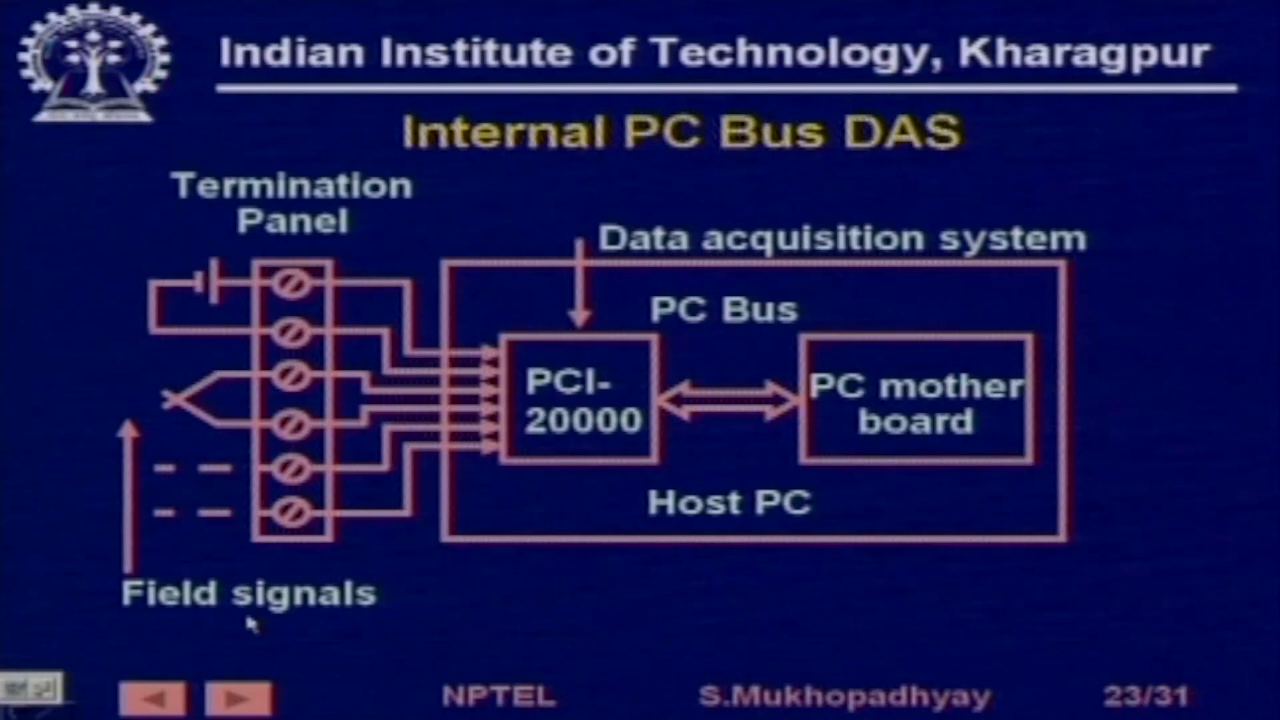 Indian Institute of Technology, Kharagpur
Internal PC Bus DAS
Termination
Panel
Data acquisition system
PC Bus
PCI-
20000
PC mother
board
Host PC
Field signals
NPTEL
S.Mukhopadhyay
23/31